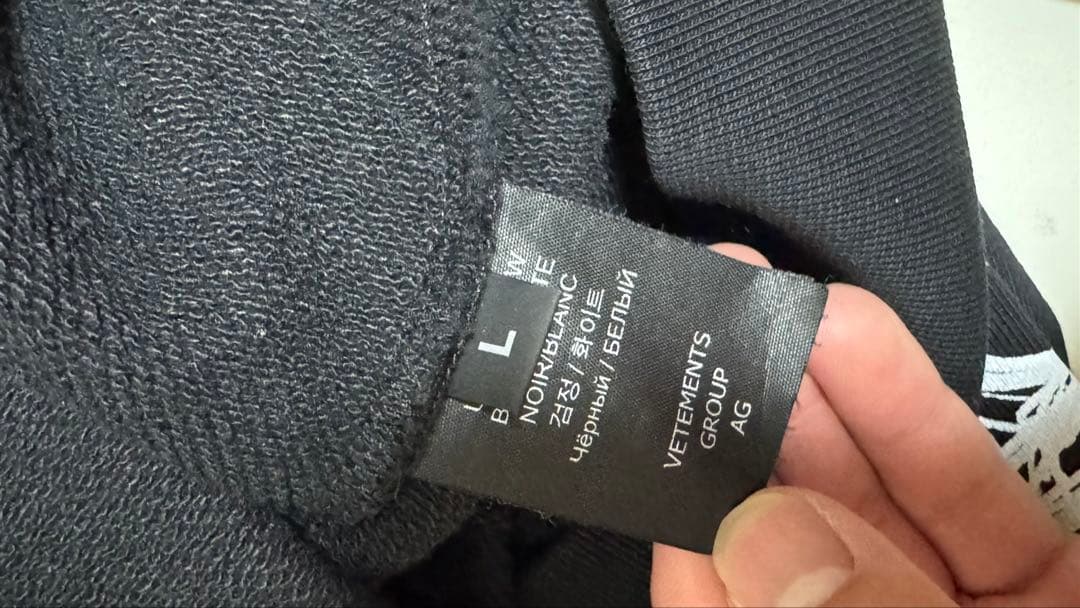 L
NOIR/BLANC
검정 / 화이트
Чёрный / БЕЛЫЙ
VETEMENTS
GROUP
AG